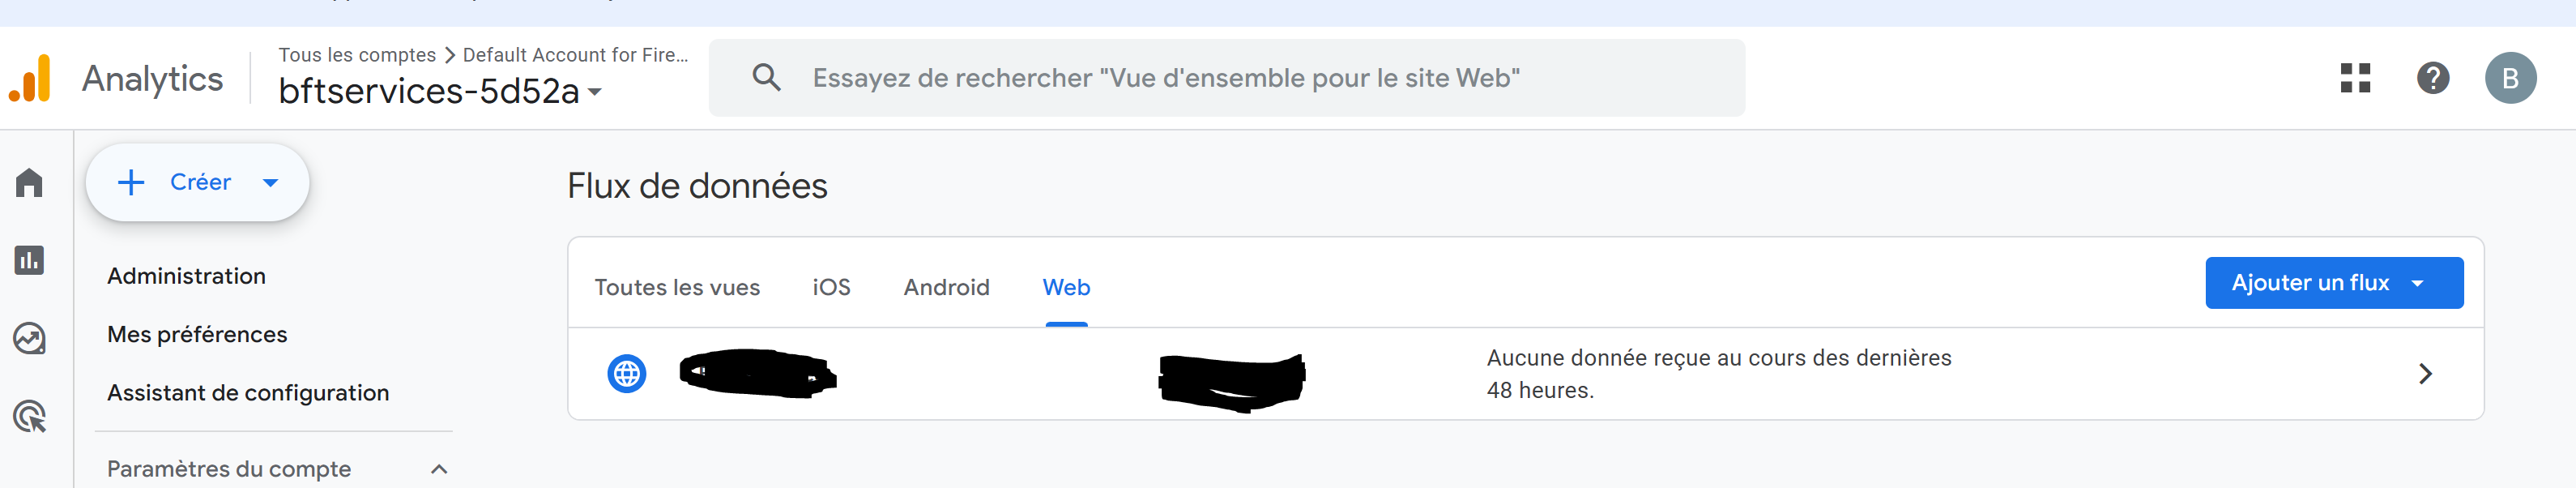 Analytics
Tous les comptes > Default Account for Fire...
bftservices-5d52a
Essayez de rechercher "Vue d'ensemble pour le site Web"
B
Créer
Administration
Mes préférences
Assistant de configuration
Paramètres du compte
Flux de données
Toutes les vues iOS Android Web
Ajouter un flux
Aucune donnée reçue au cours des dernières
48 heures.